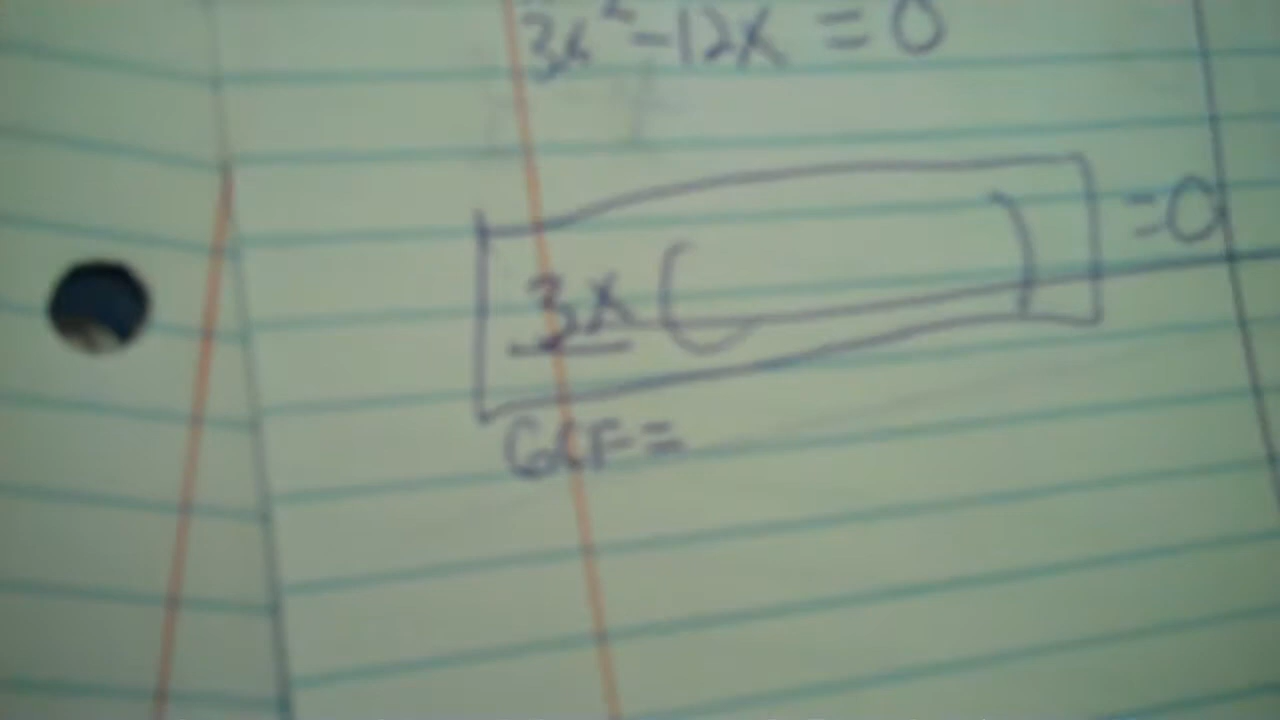 3x² - 12x = 0
3x ( ) = 0
GCF =